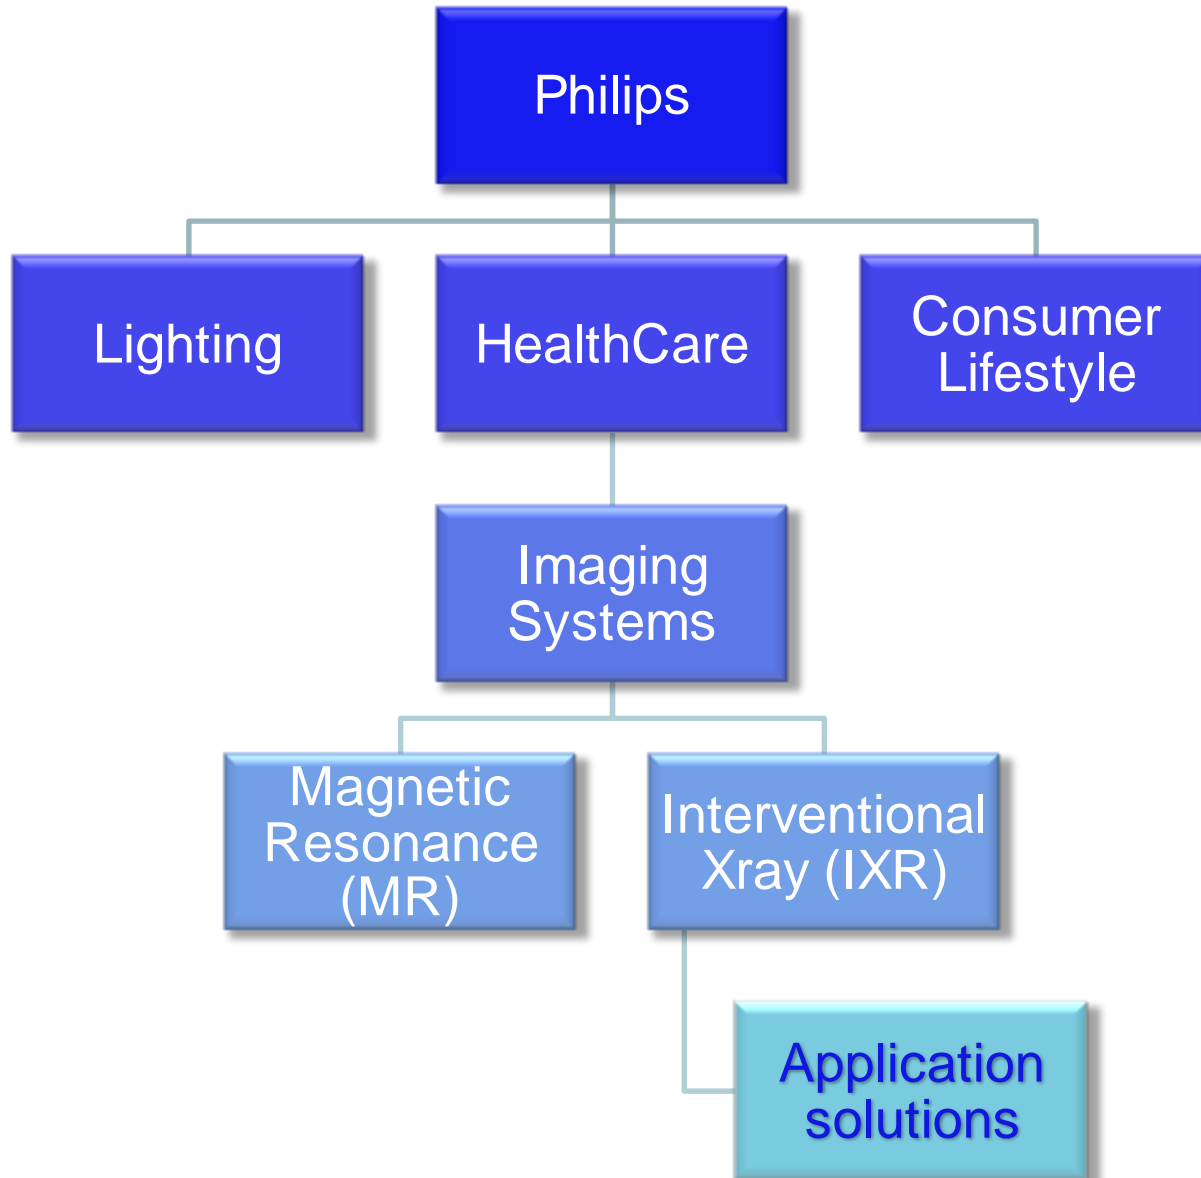 Philips
Lighting
HealthCare
Consumer
Lifestyle
Imaging
Systems
Magnetic
Resonance
(MR)
Interventional
Xray (IXR)
Application
solutions